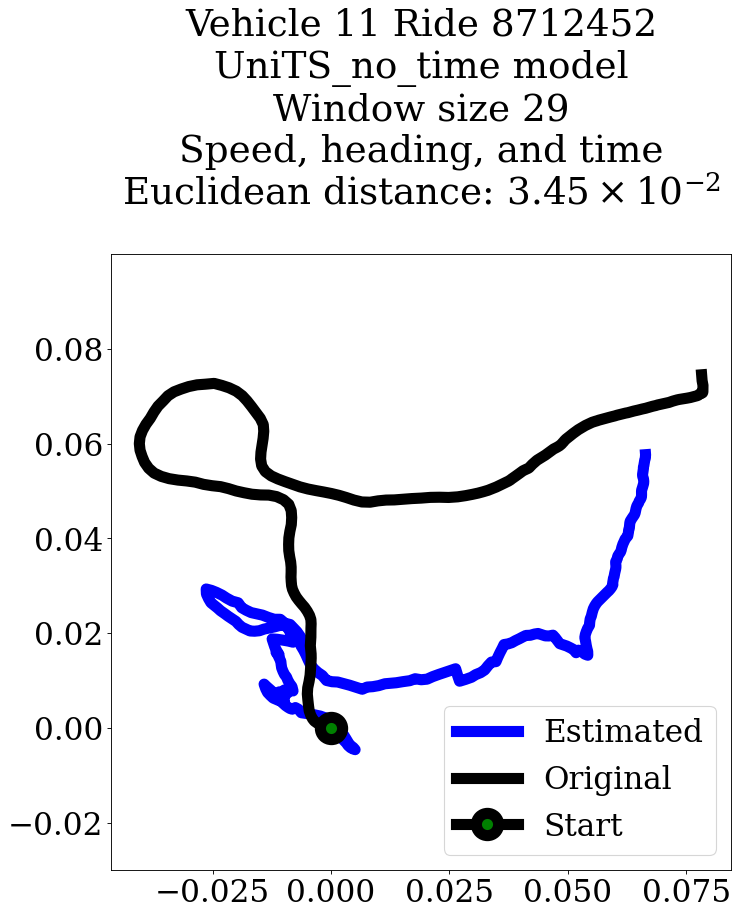 Vehicle 11 Ride 8712452
UniTS_no_time model
Window size 29
Speed, heading, and time
Euclidean distance: 3.45 × 10⁻²
0.08
0.06
0.04
0.02
0.00
−0.02
−0.025 0.000 0.025 0.050 0.075
Estimated
Original
Start